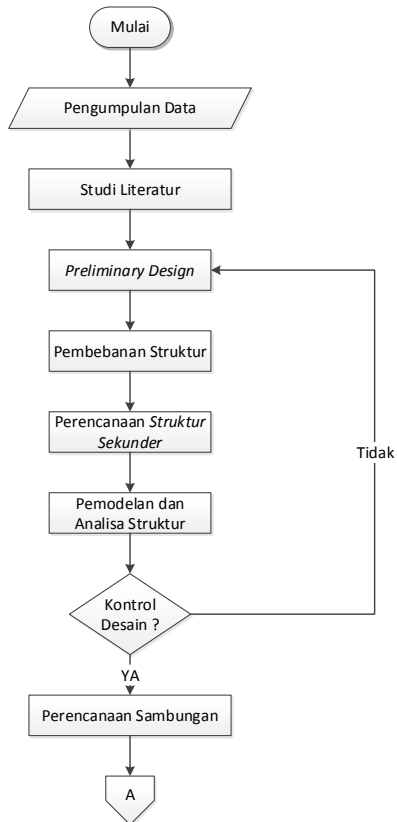 Mulai
Pengumpulan Data
Studi Literatur
Preliminary Design
Pembebanan Struktur
Perencanaan Struktur
Sekunder
Pemodelan dan
Analisa Struktur
Tidak
Kontrol
Desain ?
YA
Perencanaan Sambungan
A